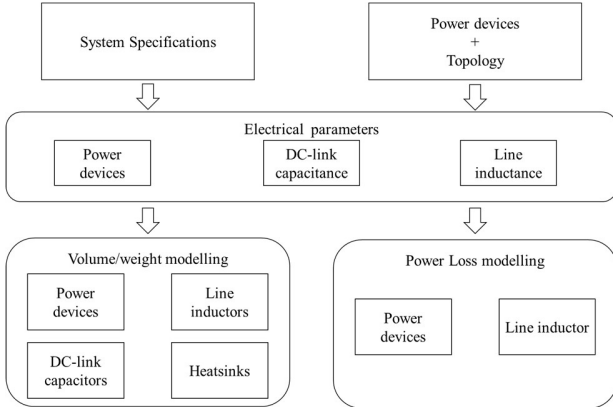 System Specifications
Power devices
+
Topology
Electrical parameters
Power
devices
DC-link
capacitance
Line
inductance
Volume/weight modelling
Power
devices
Line
inductors
DC-link
capacitors
Heatsinks
Power Loss modelling
Power
devices
Line inductor